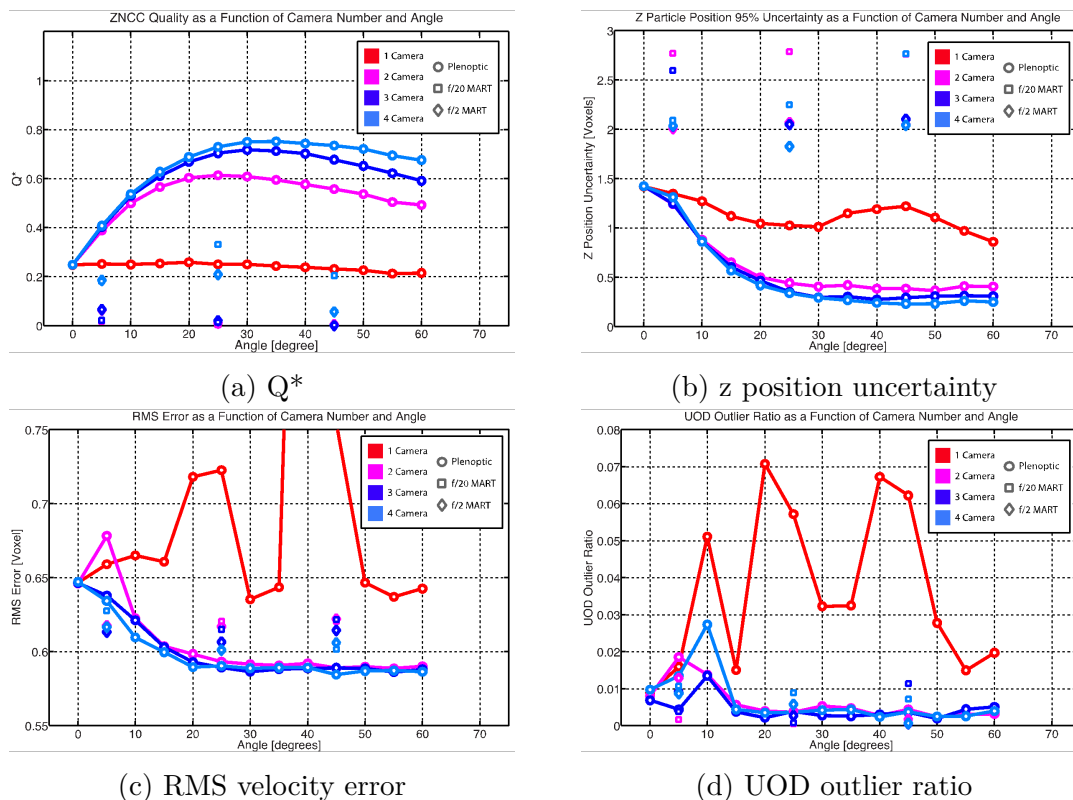 ZNCC Quality as a Function of Camera Number and Angle
1
0.8
0.6
0.4
0.2
0
Q*
1 Camera
2 Camera
3 Camera
4 Camera
Plenoptic
f/20 MART
f/2 MART
0 10 20 30 40 50 60 70
Angle [degree]
(a) Q*
Z Particle Position 95% Uncertainty as a Function of Camera Number and Angle
3
2.5
2
1.5
1
0.5
0
Z Position Uncertainty [Voxels]
1 Camera
2 Camera
3 Camera
4 Camera
Plenoptic
f/20 MART
f/2 MART
0 10 20 30 40 50 60 70
Angle [degree]
(b) z position uncertainty
RMS Error as a Function of Camera Number and Angle
0.75
0.7
0.65
0.6
0.55
RMS Error [Voxel]
1 Camera
2 Camera
3 Camera
4 Camera
Plenoptic
f/20 MART
f/2 MART
0 10 20 30 40 50 60 70
Angle [degrees]
(c) RMS velocity error
UOD Outlier Ratio as a Function of Camera Number and Angle
0.08
0.07
0.06
0.05
0.04
0.03
0.02
0.01
0
UOD Outlier Ratio
1 Camera
2 Camera
3 Camera
4 Camera
Plenoptic
f/20 MART
f/2 MART
0 10 20 30 40 50 60 70
Angle [degrees]
(d) UOD outlier ratio